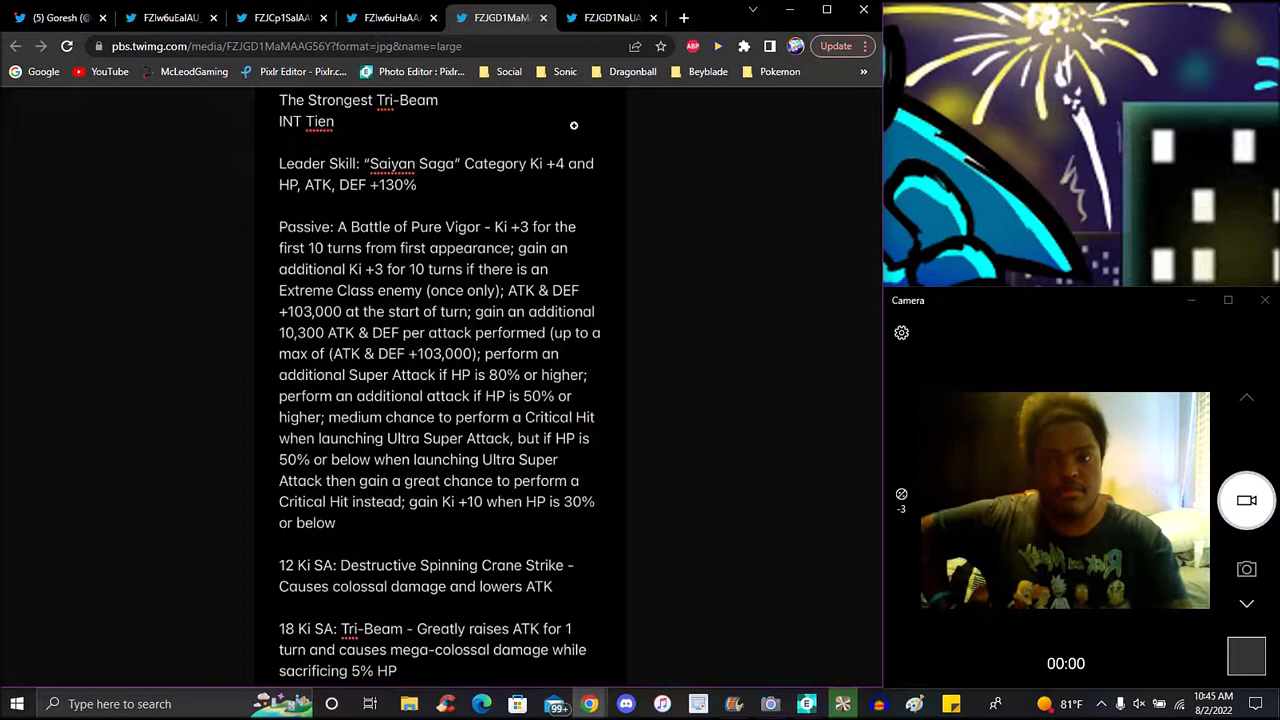 Goresh (@
FZIw6uEaIAU_
FZJCp1SaIAA
FZIw6uHaAA
FZJGD1MaMA
FZJGD1NaUA
pbs.twimg.com/media/FZJGD1MaMAAG56Y?format=jpg&name=large
ABP
Update
Google
YouTube
McLeodGaming
Pixlr Editor - Pixlr.c...
Photo Editor : Pixlr...
Social
Sonic
Dragonball
Beyblade
Pokemon
»
The Strongest Tri-Beam
INT Tien
Leader Skill: “Saiyan Saga” Category Ki +4 and
HP, ATK, DEF +130%
Passive: A Battle of Pure Vigor - Ki +3 for the
first 10 turns from first appearance; gain an
additional Ki +3 for 10 turns if there is an
Extreme Class enemy (once only); ATK & DEF
+103,000 at the start of turn; gain an additional
10,300 ATK & DEF per attack performed (up to a
max of (ATK & DEF +103,000); perform an
additional Super Attack if HP is 80% or higher;
perform an additional attack if HP is 50% or
higher; medium chance to perform a Critical Hit
when launching Ultra Super Attack, but if HP is
50% or below when launching Ultra Super
Attack then gain a great chance to perform a
Critical Hit instead; gain Ki +10 when HP is 30%
or below
12 Ki SA: Destructive Spinning Crane Strike -
Causes colossal damage and lowers ATK
18 Ki SA: Tri-Beam - Greatly raises ATK for 1
turn and causes mega-colossal damage while
sacrificing 5% HP
Camera
-3
Rick and Morty
00:00
Type here to search
99+
81°F
10:45 AM
8/2/2022